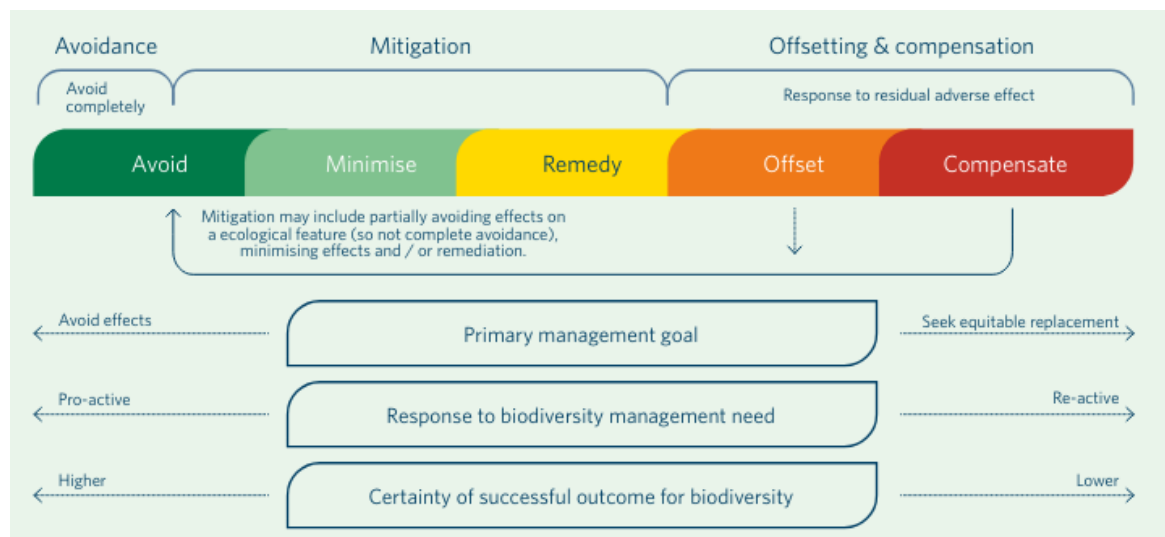 Avoidance
Mitigation
Offsetting & compensation
Avoid
completely
Response to residual adverse effect
Avoid
Minimise
Remedy
Offset
Compensate
Mitigation may include partially avoiding effects on
a ecological feature (so not complete avoidance),
minimising effects and / or remediation.
Avoid effects
Primary management goal
Seek equitable replacement
Pro-active
Response to biodiversity management need
Re-active
Higher
Certainty of successful outcome for biodiversity
Lower